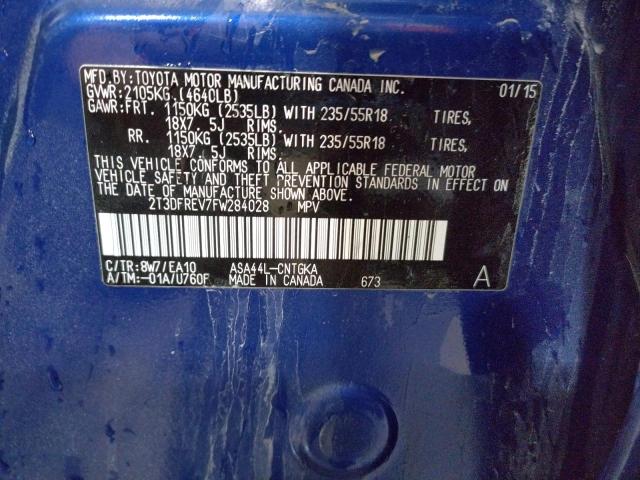 MFD.BY:TOYOTA MOTOR MANUFACTURING CANADA INC. 01/15
GVWR:2105KG (4640LB)
GAWR:FRT. 1150KG (2535LB) WITH 235/55R18 TIRES,
18X7.5J RIMS.
RR. 1150KG (2535LB) WITH 235/55R18 TIRES,
18X7.5J RIMS.
THIS VEHICLE CONFORMS TO ALL APPLICABLE FEDERAL MOTOR
VEHICLE SAFETY AND THEFT PREVENTION STANDARDS IN EFFECT ON
THE DATE OF MANUFACTURE SHOWN ABOVE.
2T3DFREV7FW284028 MPV
C/TR:8W7/EA10 ASA44L-CNTGKA
A/TM:-01A/U760F MADE IN CANADA 673 A